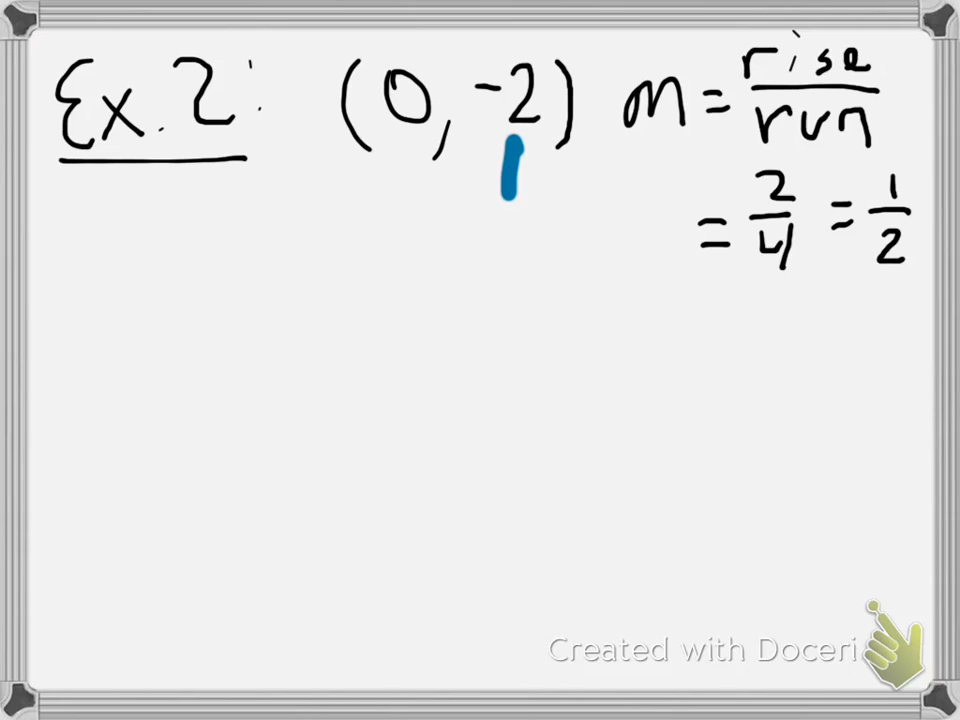 Ex. 2: (0, -2) m = rise/run
= 2/4 = 1/2
Created with Doceri